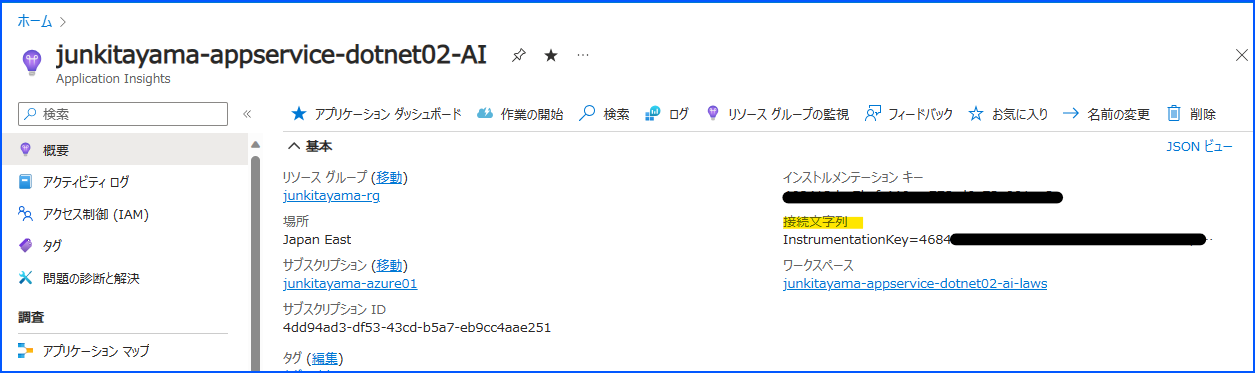 ホーム
junkitayama-appservice-dotnet02-AI
Application Insights
検索
アプリケーション ダッシュボード 作業の開始 検索 ログ リソース グループの監視 フィードバック お気に入り 名前の変更 削除
概要
アクティビティ ログ
アクセス制御 (IAM)
タグ
問題の診断と解決
調査
アプリケーション マップ
基本
JSON ビュー
リソース グループ (移動)
junkitayama-rg
場所
Japan East
サブスクリプション (移動)
junkitayama-azure01
サブスクリプション ID
4dd94ad3-df53-43cd-b5a7-eb9cc4aae251
タグ (編集)
インストルメンテーション キー
接続文字列
InstrumentationKey=4684
ワークスペース
junkitayama-appservice-dotnet02-ai-laws